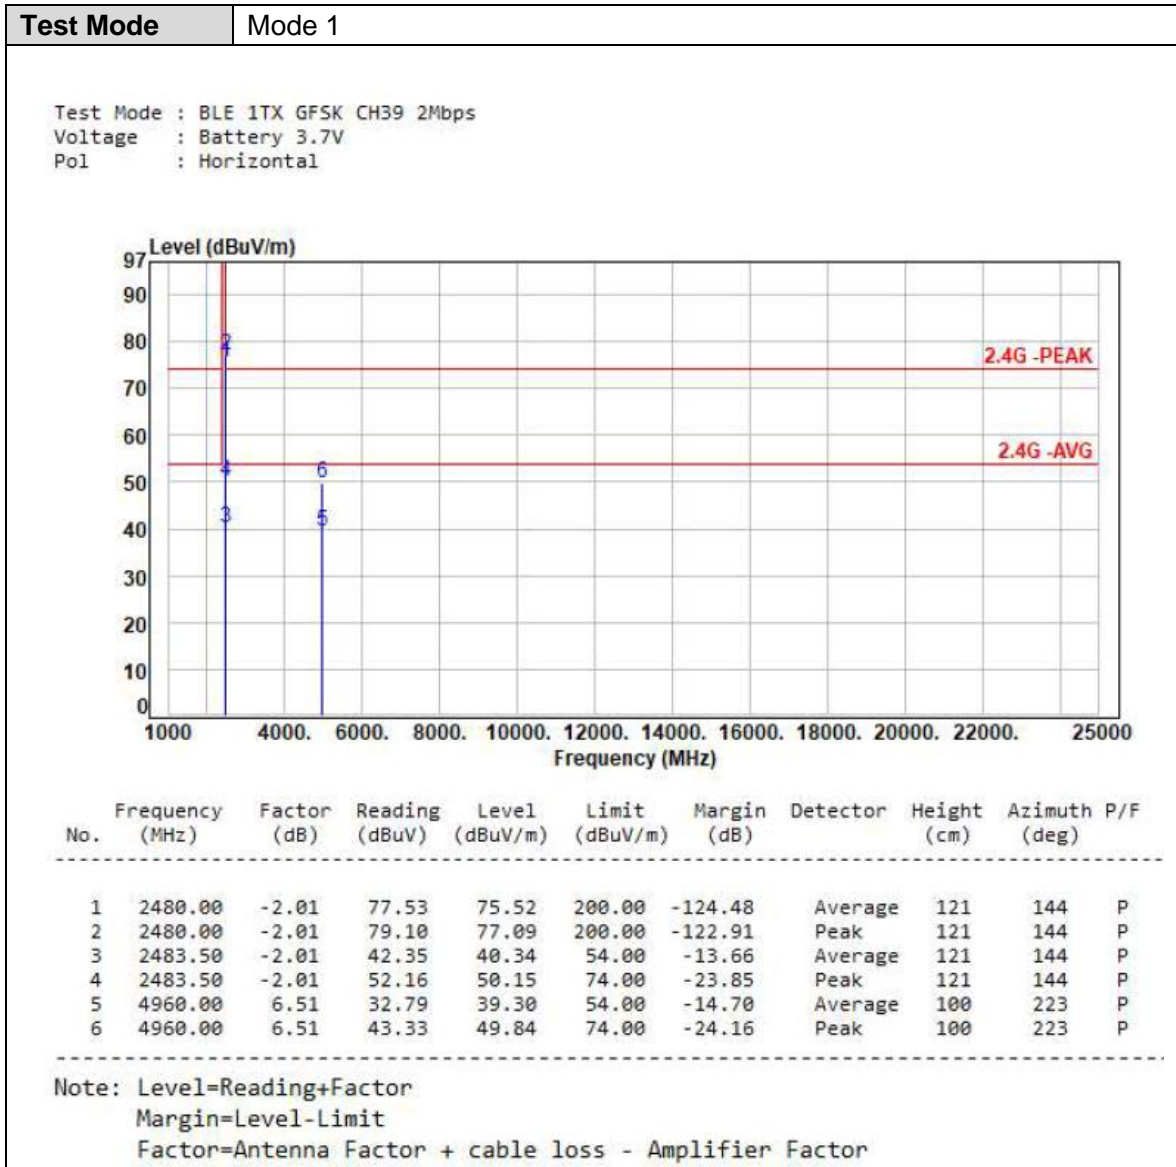 Test Mode Mode 1
Test Mode : BLE 1TX GFSK CH39 2Mbps
Voltage : Battery 3.7V
Pol : Horizontal
Level (dBuV/m)
97
90
80
70
60
50
40
30
20
10
0
2
1
4
3
6
5
2.4G -PEAK
2.4G -AVG
1000 4000. 6000. 8000. 10000. 12000. 14000. 16000. 18000. 20000. 22000. 25000
Frequency (MHz)
Frequency Factor Reading Level Limit Margin Detector Height Azimuth P/F
No. (MHz) (dB) (dBuV) (dBuV/m) (dBuV/m) (dB) (cm) (deg)
1 2480.00 -2.01 77.53 75.52 200.00 -124.48 Average 121 144 P
2 2480.00 -2.01 79.10 77.09 200.00 -122.91 Peak 121 144 P
3 2483.50 -2.01 42.35 40.34 54.00 -13.66 Average 121 144 P
4 2483.50 -2.01 52.16 50.15 74.00 -23.85 Peak 121 144 P
5 4960.00 6.51 32.79 39.30 54.00 -14.70 Average 100 223 P
6 4960.00 6.51 43.33 49.84 74.00 -24.16 Peak 100 223 P
Note: Level=Reading+Factor
Margin=Level-Limit
Factor=Antenna Factor + cable loss - Amplifier Factor